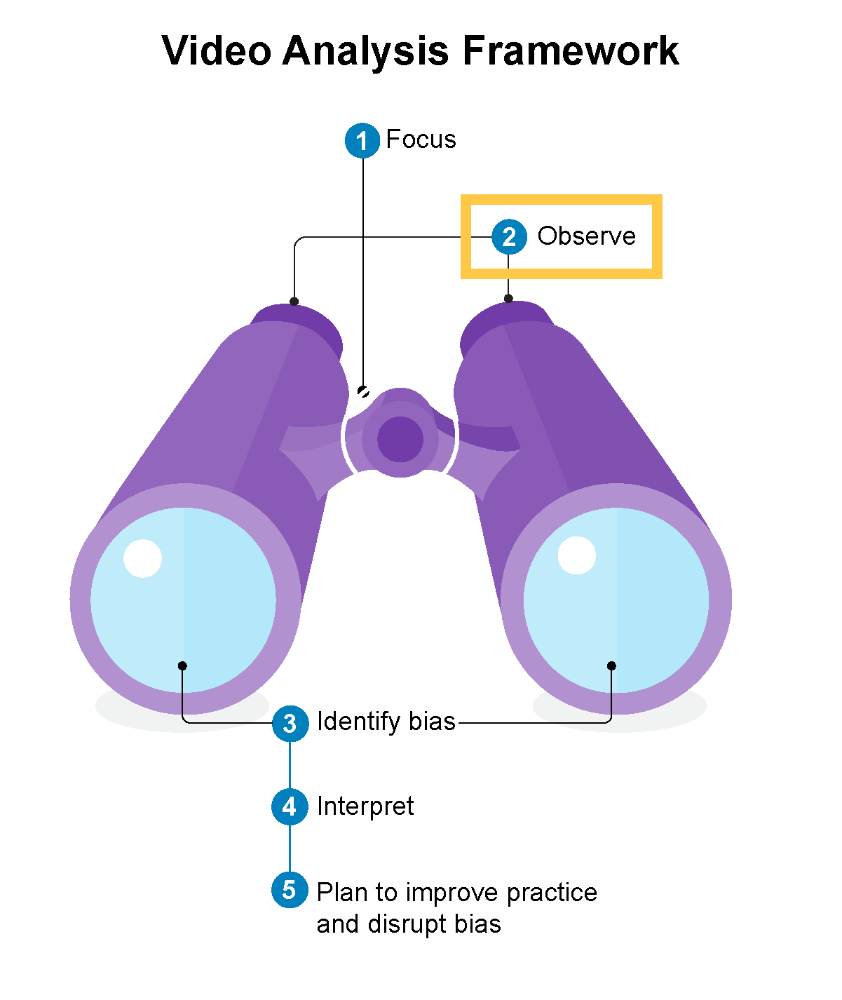 Video Analysis Framework
1 Focus
2 Observe
3 Identify bias
4 Interpret
5 Plan to improve practice
and disrupt bias